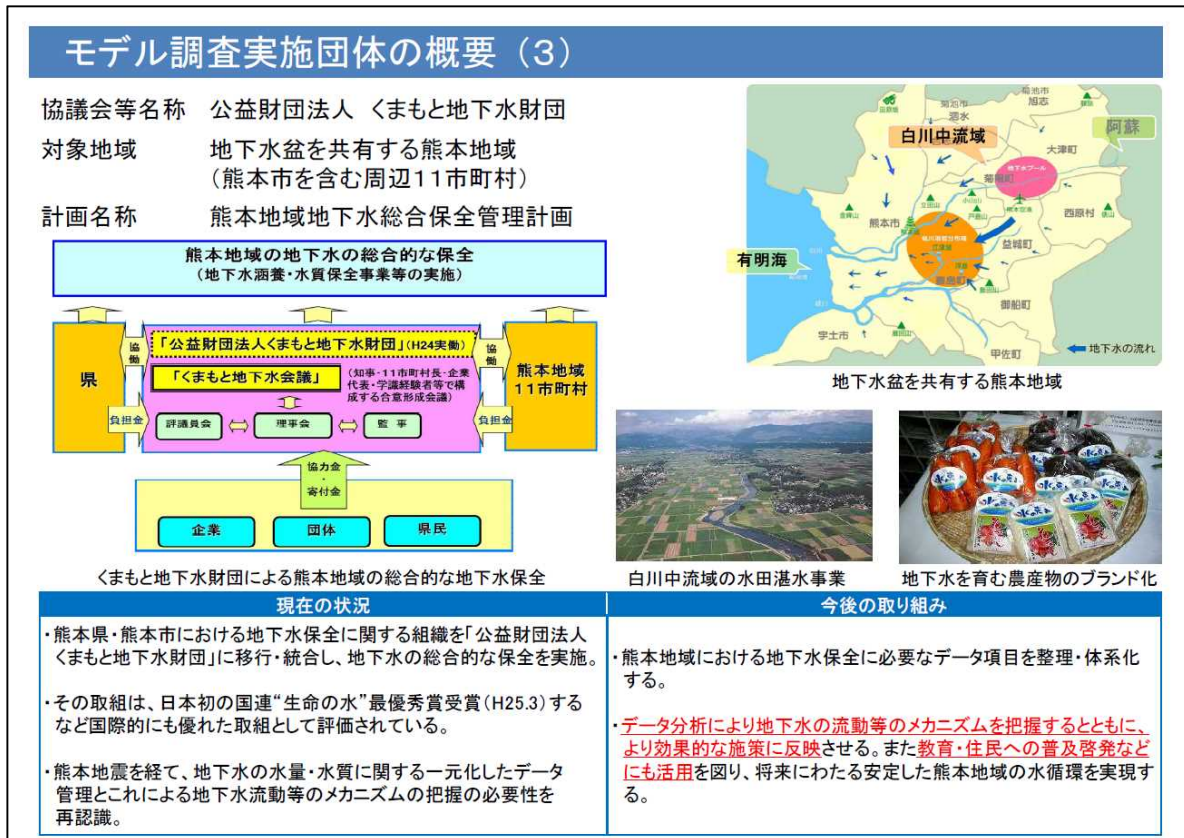 モデル調査実施団体の概要（3）
協議会等名称　公益財団法人　くまもと地下水財団
対象地域　地下水盆を共有する熊本地域
（熊本市を含む周辺１１市町村）
計画名称　熊本地域地下水総合保全管理計画
熊本地域の地下水の総合的な保全
（地下水涵養・水質保全事業等の実施）
県
協働
負担金
「公益財団法人くまもと地下水財団」（H24実働）
「くまもと地下水会議」
（知事・11市町村長・企業
代表・学識経験者等で構
成する合意形成会議）
評議員会
理事会
監　事
協働
負担金
熊本地域
11市町村
協力金
・
寄付金
企業
団体
県民
くまもと地下水財団による熊本地域の総合的な地下水保全
菊池市
旭志
菊池市
泗水
白川中流域
阿蘇
大津町
地下水プール
菊陽町
西原村
熊本市
益城町
有明海
嘉島町
御船町
宇土市
甲佐町
地下水の流れ
地下水盆を共有する熊本地域
白川中流域の水田湛水事業
地下水を育む農産物のブランド化
現在の状況
・熊本県・熊本市における地下水保全に関する組織を「公益財団法人
くまもと地下水財団」に移行・統合し、地下水の総合的な保全を実施。
・その取組は、日本初の国連“生命の水”最優秀賞受賞（H25.3）する
など国際的にも優れた取組として評価されている。
・熊本地震を経て、地下水の水量・水質に関する一元化したデータ
管理とこれによる地下水流動等のメカニズムの把握の必要性を
再認識。
今後の取り組み
・熊本地域における地下水保全に必要なデータ項目を整理・体系化
する。
・データ分析により地下水の流動等のメカニズムを把握するとともに、
より効果的な施策に反映させる。また教育・住民への普及啓発など
にも活用を図り、将来にわたる安定した熊本地域の水循環を実現す
る。